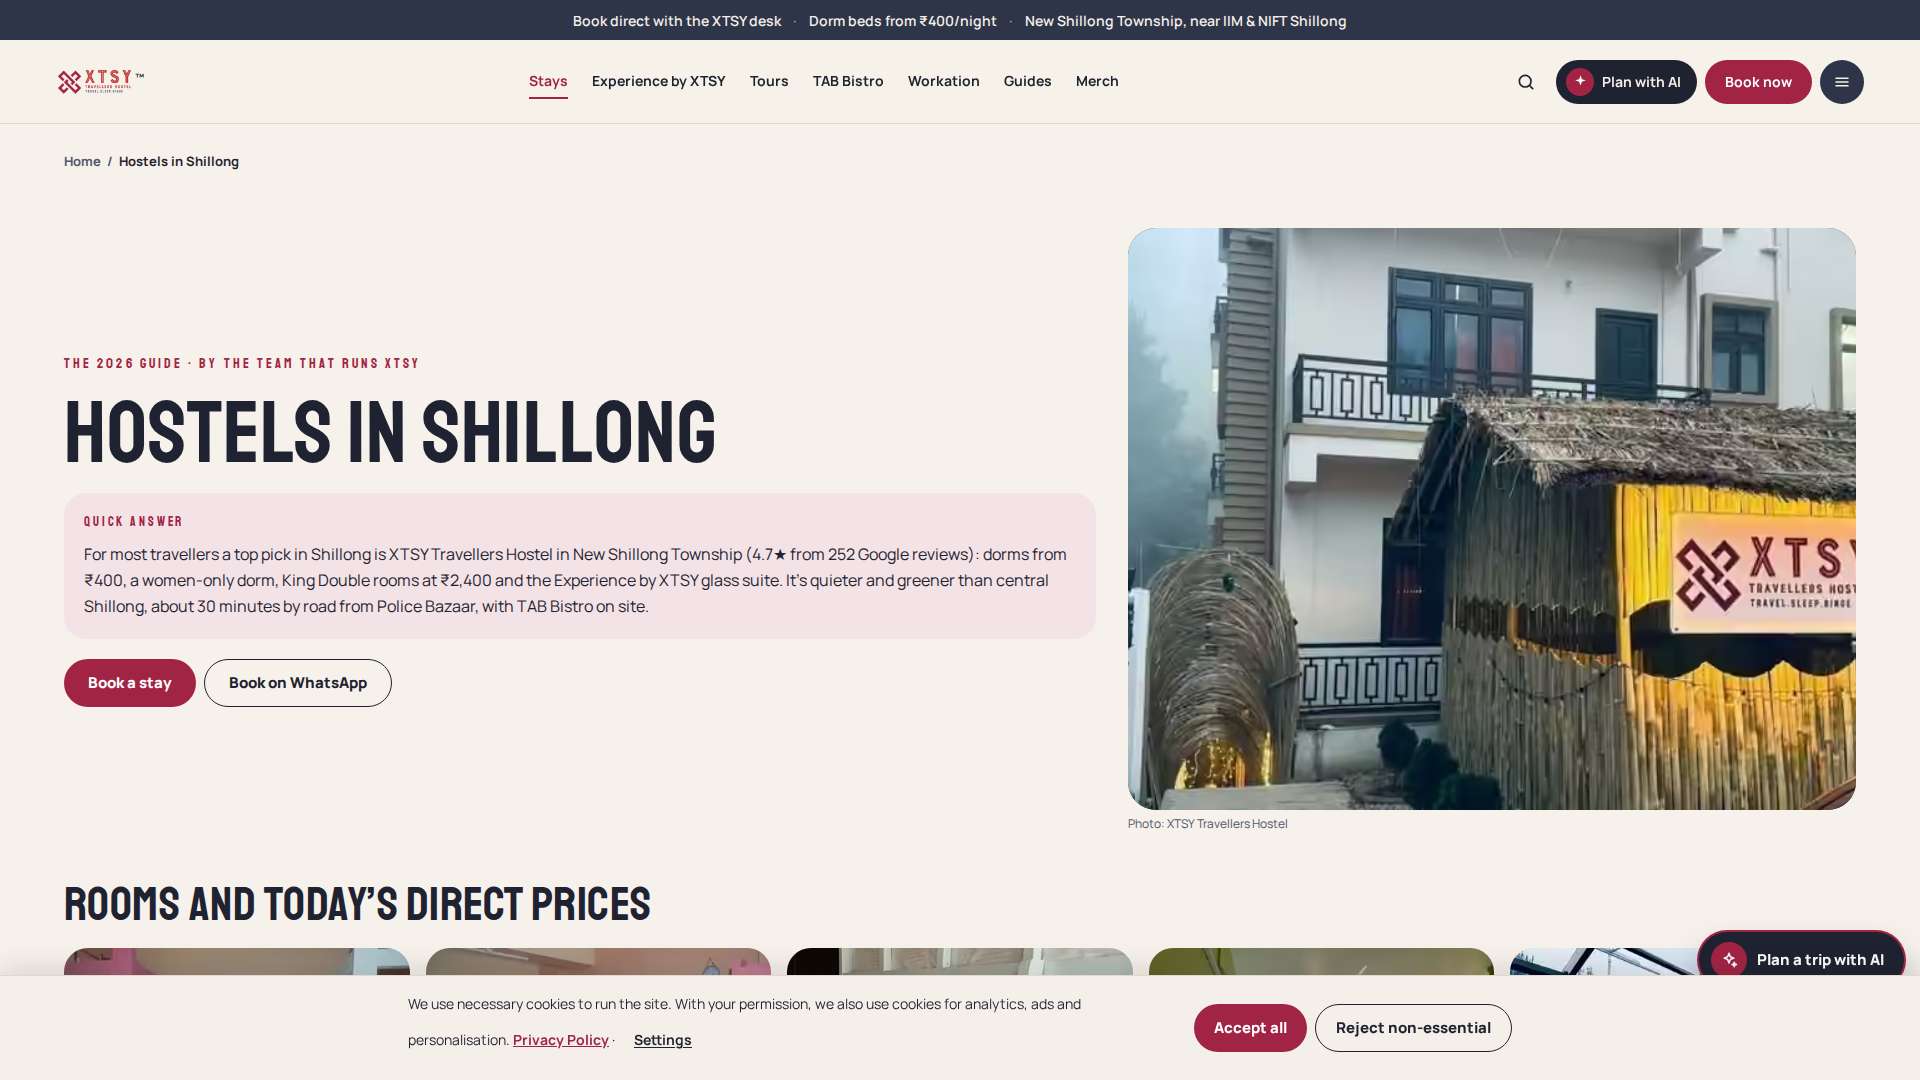 Book direct with the XTSY desk · Dorm beds from ₹400/night · New Shillong Township, near IIM & NIFT Shillong
XTSY ™
TRAVELLERS HOSTEL
TRAVEL.SLEEP.BINGE
Stays
Experience by XTSY
Tours
TAB Bistro
Workation
Guides
Merch
Plan with AI
Book now
Home / Hostels in Shillong
THE 2026 GUIDE · BY THE TEAM THAT RUNS XTSY
HOSTELS IN SHILLONG
QUICK ANSWER
For most travellers a top pick in Shillong is XTSY Travellers Hostel in New Shillong Township (4.7★ from 252 Google reviews): dorms from
₹400, a women-only dorm, King Double rooms at ₹2,400 and the Experience by XTSY glass suite. It’s quieter and greener than central
Shillong, about 30 minutes by road from Police Bazaar, with TAB Bistro on site.
Book a stay
Book on WhatsApp
XTSY
TRAVELLERS HOST
TRAVEL.SLEEP.BINGE
Photo: XTSY Travellers Hostel
ROOMS AND TODAY’S DIRECT PRICES
Plan a trip with AI
We use necessary cookies to run the site. With your permission, we also use cookies for analytics, ads and
personalisation. Privacy Policy · Settings
Accept all
Reject non-essential